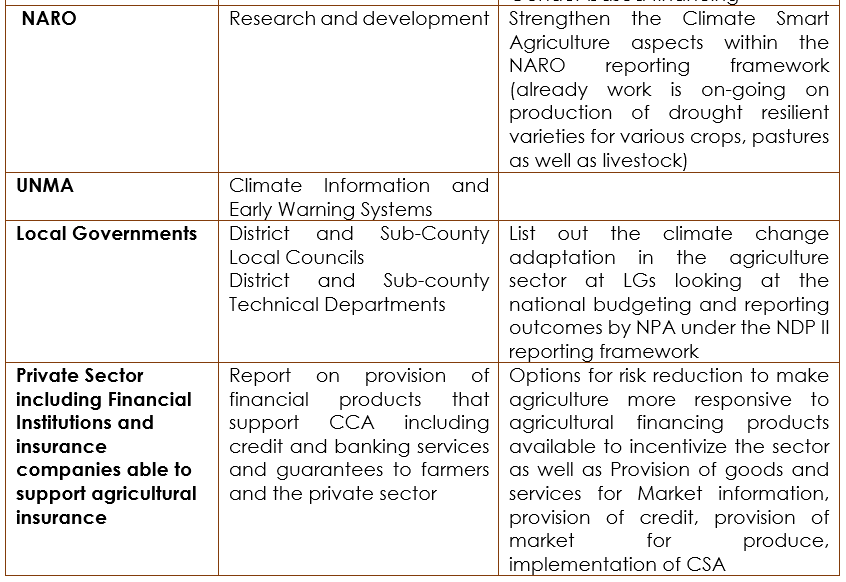 NARO
Research and development
Strengthen the Climate Smart
Agriculture aspects within the
NARO reporting framework
(already work is on-going on
production of drought resilient
varieties for various crops, pastures
as well as livestock)
UNMA
Climate Information and
Early Warning Systems
Local Governments
District and Sub-County
Local Councils
District and Sub-county
Technical Departments
List out the climate change
adaptation in the agriculture
sector at LGs looking at the
national budgeting and reporting
outcomes by NPA under the NDP II
reporting framework
Private Sector
including Financial
Institutions and
insurance
companies able to
support agricultural
insurance
Report on provision of
financial products that
support CCA including
credit and banking services
and guarantees to farmers
and the private sector
Options for risk reduction to make
agriculture more responsive to
agricultural financing products
available to incentivize the sector
as well as Provision of goods and
services for Market information,
provision of credit, provision of
market for produce,
implementation of CSA